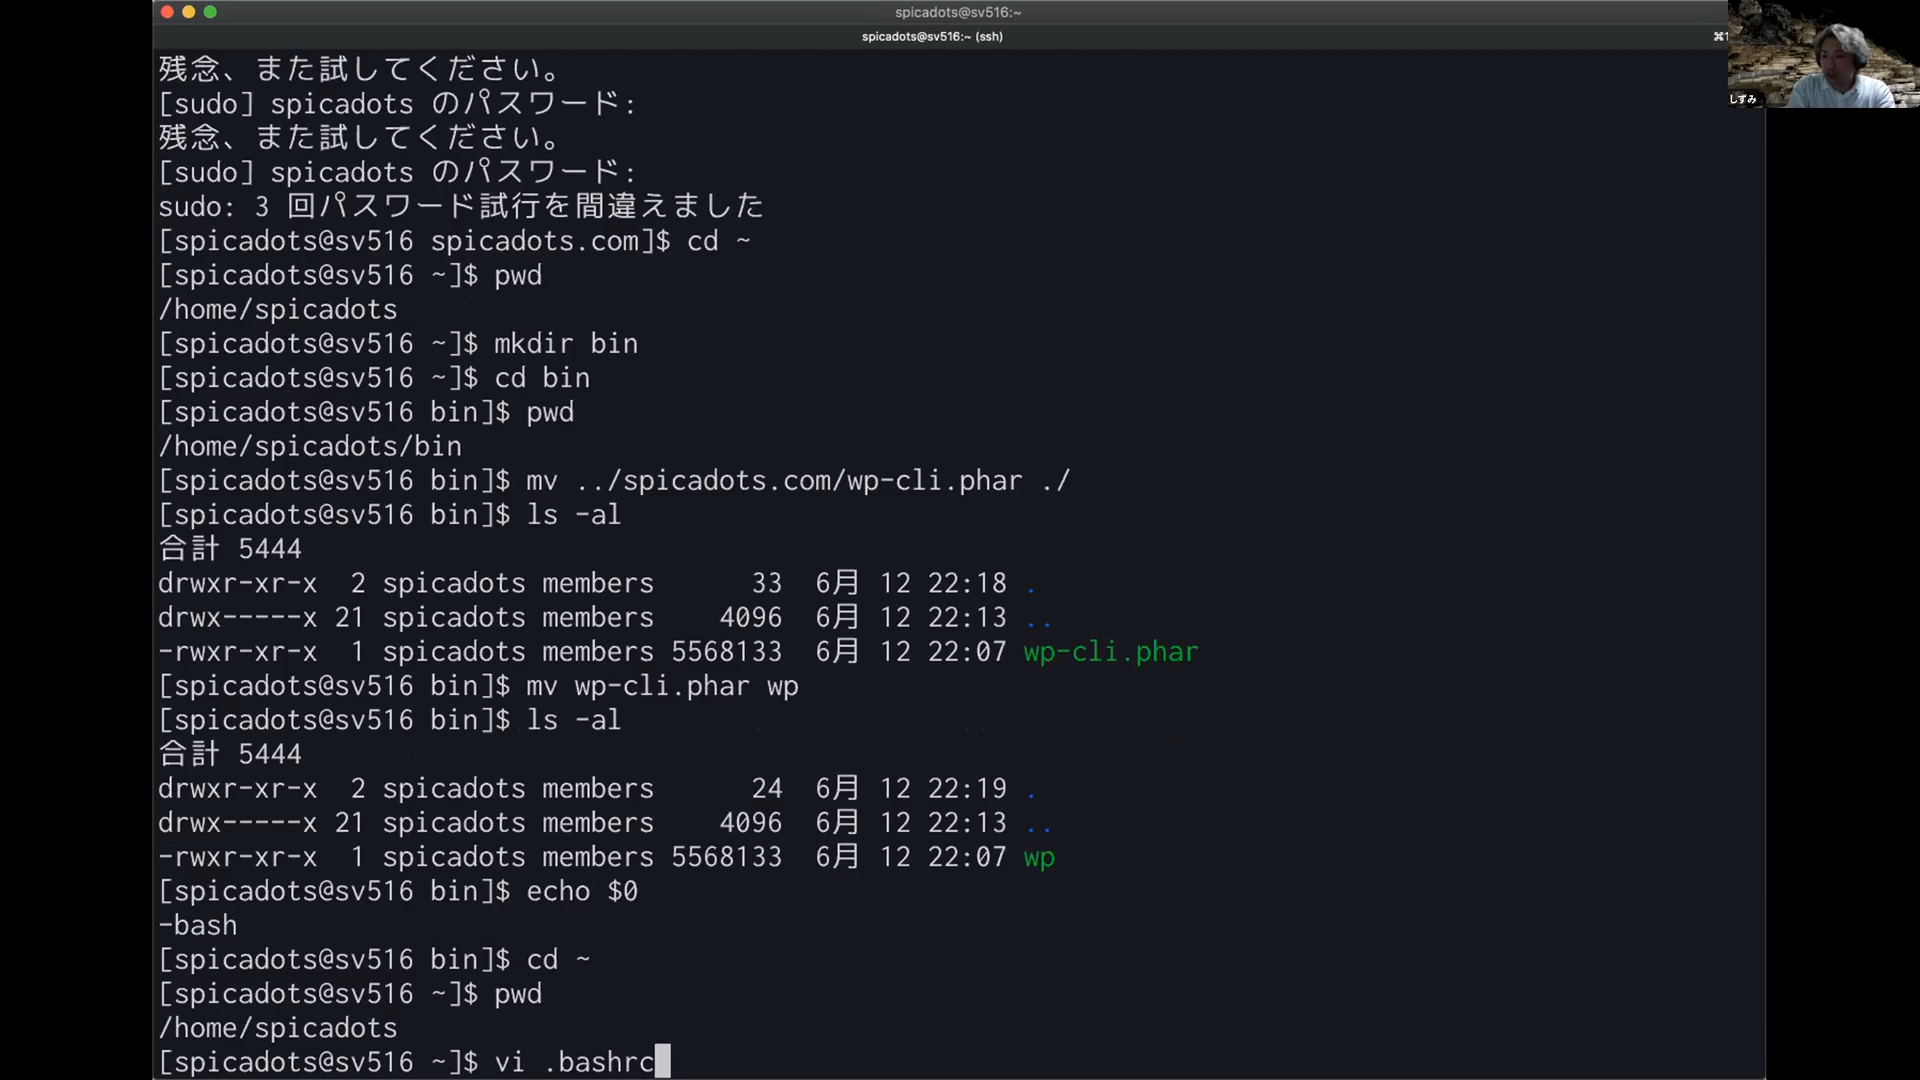 spicadots@sv516:~
spicadots@sv516:~ (ssh)
⌘1
残念、また試してください。
[sudo] spicadots のパスワード:
残念、また試してください。
[sudo] spicadots のパスワード:
sudo: 3 回パスワード試行を間違えました
[spicadots@sv516 spicadots.com]$ cd ~
[spicadots@sv516 ~]$ pwd
/home/spicadots
[spicadots@sv516 ~]$ mkdir bin
[spicadots@sv516 ~]$ cd bin
[spicadots@sv516 bin]$ pwd
/home/spicadots/bin
[spicadots@sv516 bin]$ mv ../spicadots.com/wp-cli.phar ./
[spicadots@sv516 bin]$ ls -al
合計 5444
drwxr-xr-x  2 spicadots members      33  6月 12 22:18 .
drwx-----x 21 spicadots members    4096  6月 12 22:13 ..
-rwxr-xr-x  1 spicadots members 5568133  6月 12 22:07 wp-cli.phar
[spicadots@sv516 bin]$ mv wp-cli.phar wp
[spicadots@sv516 bin]$ ls -al
合計 5444
drwxr-xr-x  2 spicadots members      24  6月 12 22:19 .
drwx-----x 21 spicadots members    4096  6月 12 22:13 ..
-rwxr-xr-x  1 spicadots members 5568133  6月 12 22:07 wp
[spicadots@sv516 bin]$ echo $0
-bash
[spicadots@sv516 bin]$ cd ~
[spicadots@sv516 ~]$ pwd
/home/spicadots
[spicadots@sv516 ~]$ vi .bashrc
しずみ